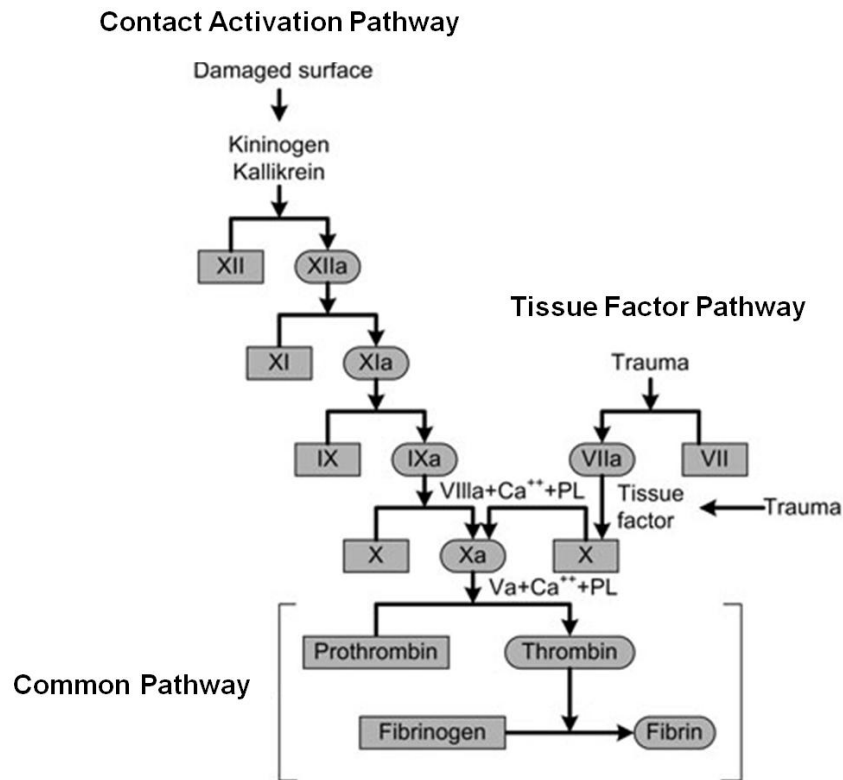 Contact Activation Pathway
Damaged surface
Kininogen
Kallikrein
XII
XIIa
Tissue Factor Pathway
XI
XIa
Trauma
IX
IXa
VIIa
VII
VIIIa+Ca+++PL
Tissue
factor
Trauma
X
Xa
X
Va+Ca+++PL
Prothrombin
Thrombin
Common Pathway
Fibrinogen
Fibrin